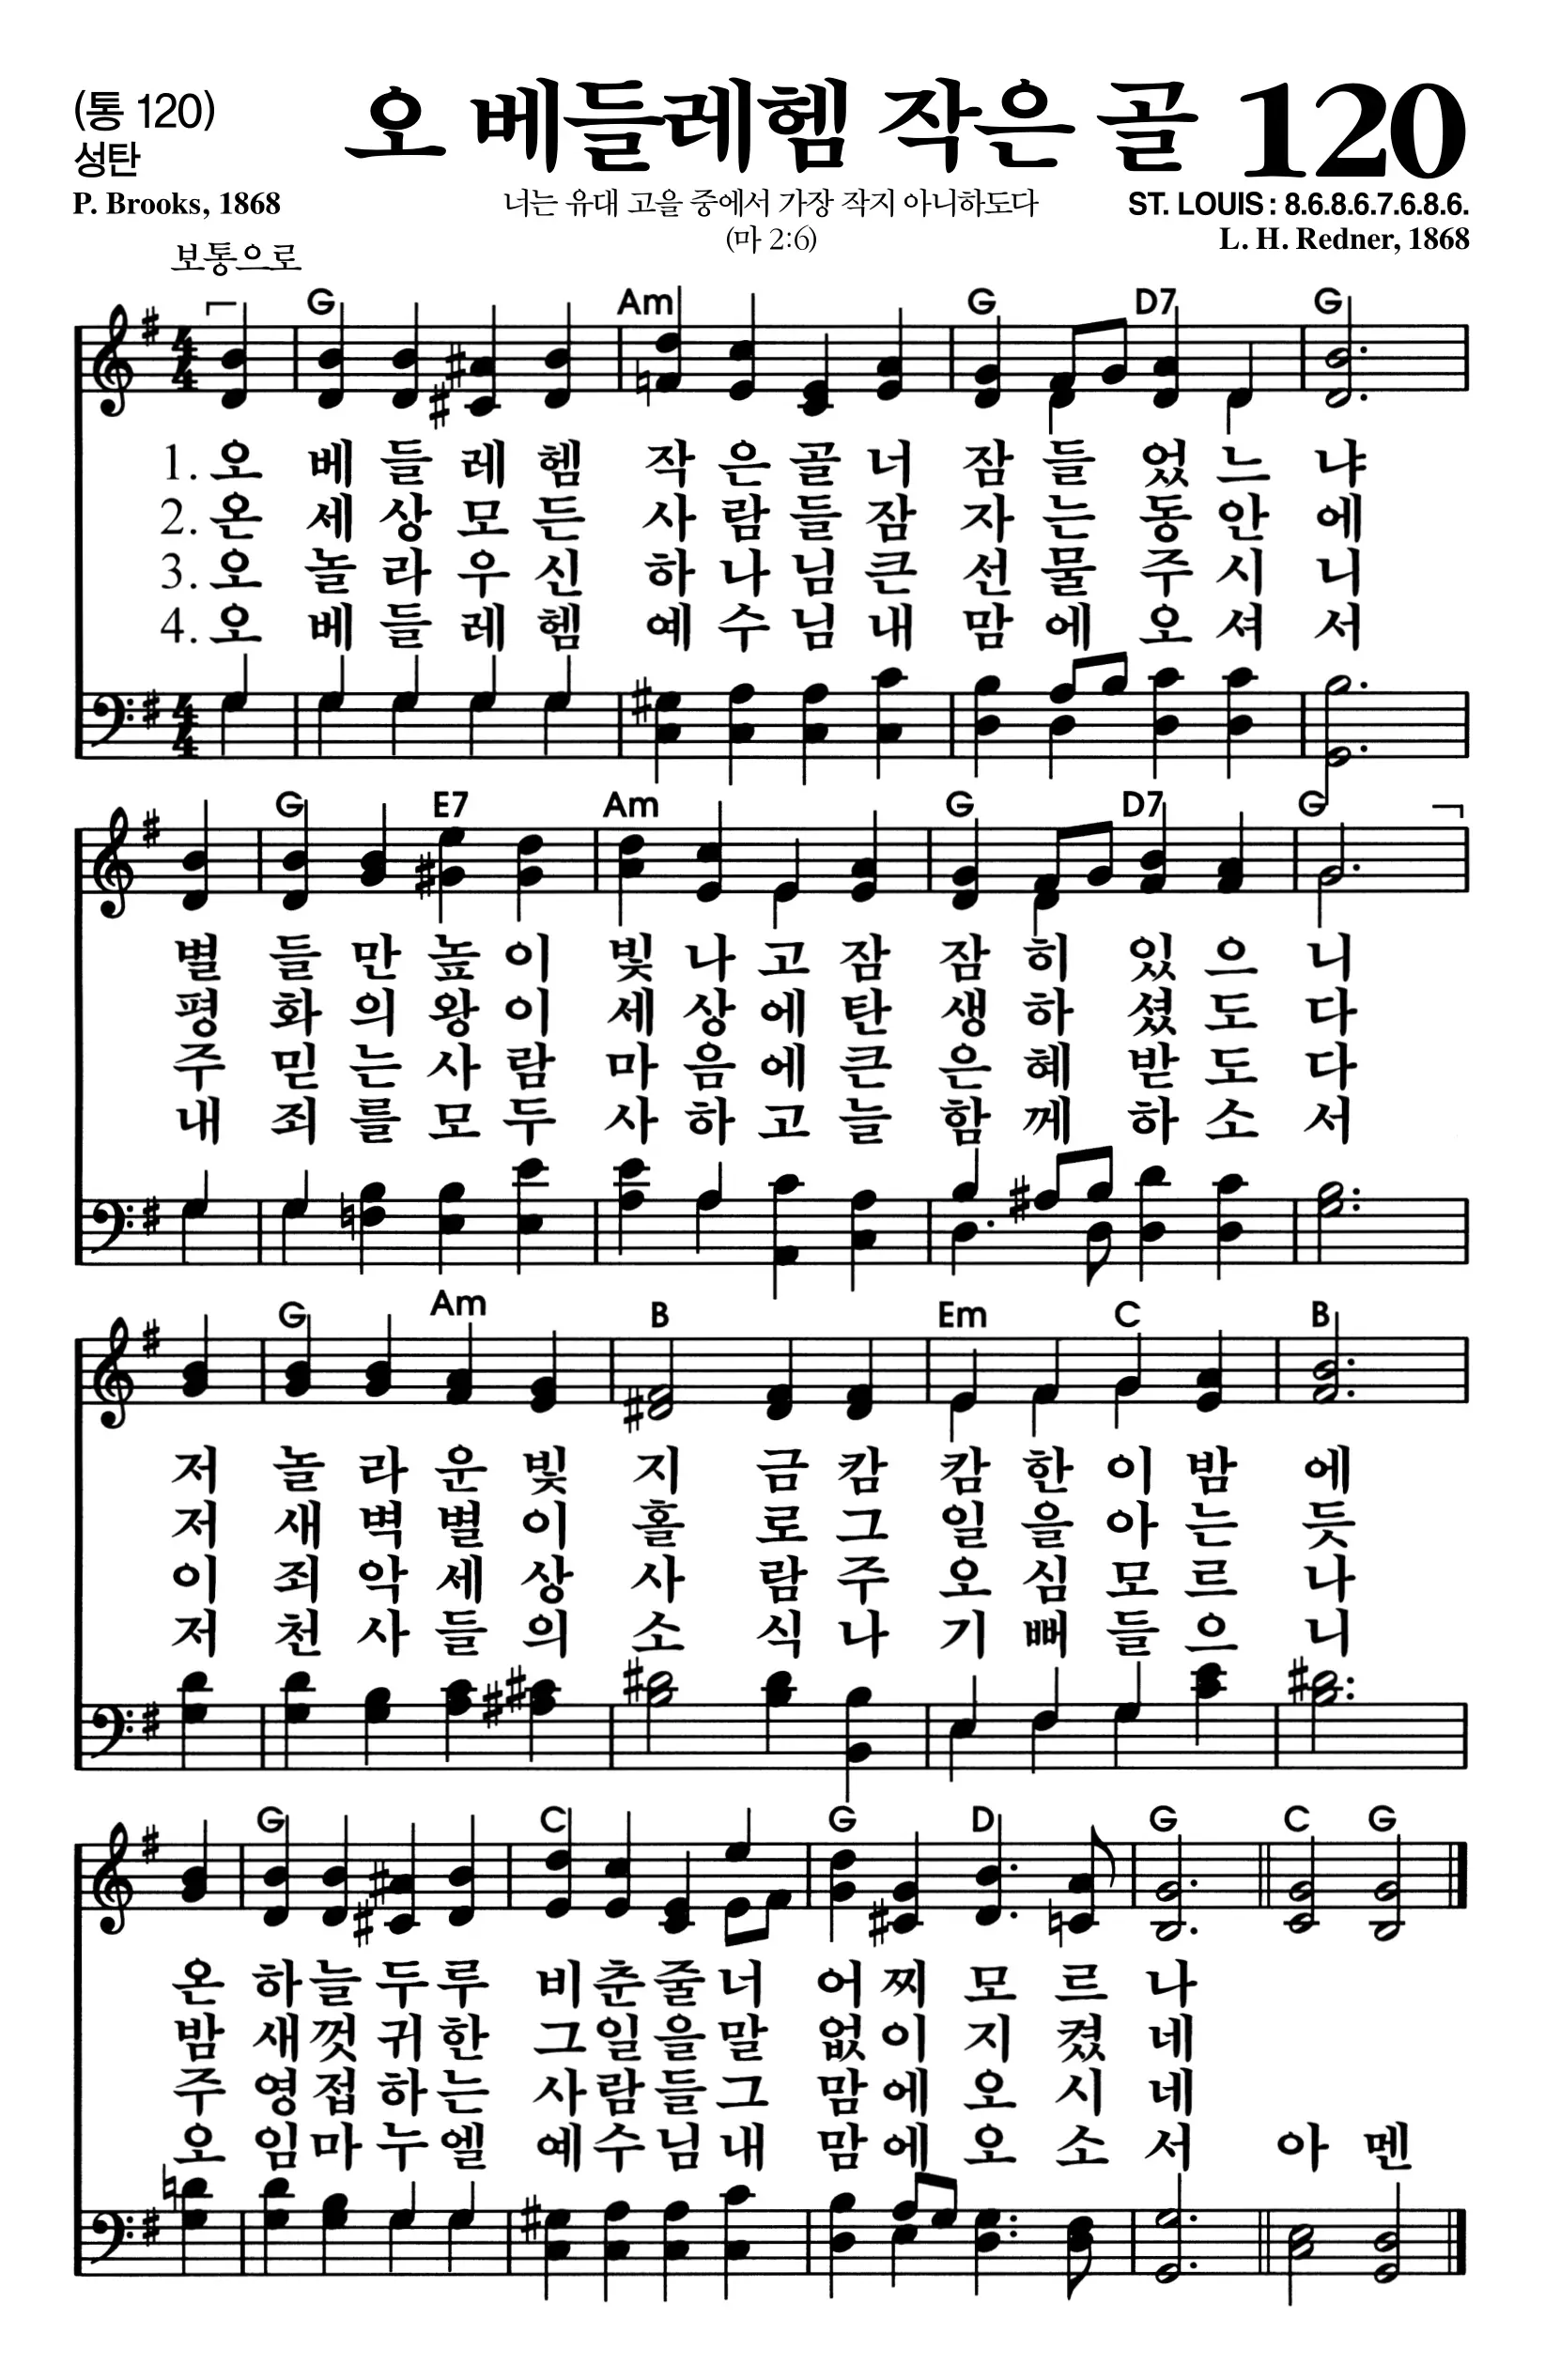 (통 120) 오 베들레헴 작은 골 120
성탄
P. Brooks, 1868 너는 유대 고을 중에서 가장 작지 아니하도다 ST. LOUIS : 8.6.8.6.7.6.8.6.
(마 2:6) L. H. Redner, 1868
보통으로
G Am G D7 G
1. 오 베 들 레 헴 작 은 골 너 잠 들 었 느 냐
2. 온 세 상 모 든 사 람 들 잠 자 는 동 안 에
3. 오 놀 라 우 신 하 나 님 큰 선 물 주 시 니
4. 오 베 들 레 헴 예 수 님 내 맘 에 오 셔 서
G E7 Am G D7 G
별 들 만 높 이 빛 나 고 잠 잠 히 있 으 니
평 화 의 왕 이 세 상 에 탄 생 하 셨 도 다
주 믿 는 사 람 마 음 에 큰 은 혜 받 도 다
내 죄 를 모 두 사 하 고 늘 함 께 하 소 서
G Am B Em C B
저 놀 라 운 빛 지 금 캄 캄 한 이 밤 에
저 새 벽 별 이 홀 로 그 일 을 아 는 듯
이 죄 악 세 상 사 람 주 오 심 모 르 나
저 천 사 들 의 소 식 나 기 뻐 들 으 니
G C G D G C G
온 하 늘 두 루 비 춘 줄 너 어 찌 모 르 나
밤 새 껏 귀 한 그 일 을 말 없 이 지 켰 네
주 영 접 하 는 사 람 들 그 맘 에 오 시 네
오 임 마 누 엘 예 수 님 내 맘 에 오 소 서 아 멘